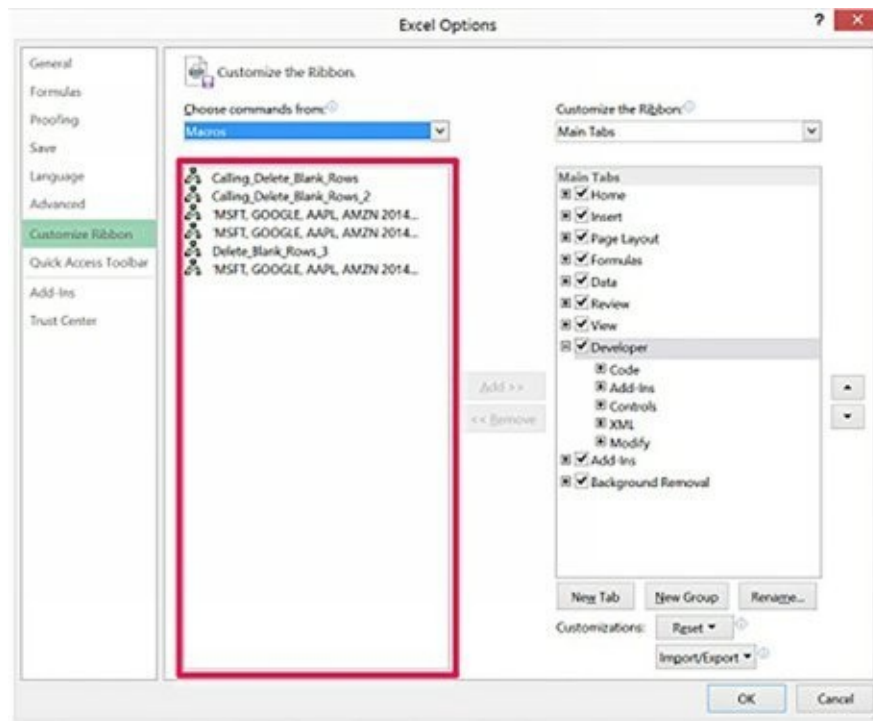 Excel Options
?
General
Formulas
Proofing
Save
Language
Advanced
Customize Ribbon
Quick Access Toolbar
Add-Ins
Trust Center
Customize the Ribbon.
Choose commands from:
Macros
Calling_Delete_Blank_Rows
Calling_Delete_Blank_Rows_2
'MSFT, GOOGLE, AAPL, AMZN 2014...
'MSFT, GOOGLE, AAPL, AMZN 2014...
Delete_Blank_Rows_3
'MSFT, GOOGLE, AAPL, AMZN 2014...
Add >>
<< Remove
Customize the Ribbon:
Main Tabs
Main Tabs
Home
Insert
Page Layout
Formulas
Data
Review
View
Developer
Code
Add-Ins
Controls
XML
Modify
Add-Ins
Background Removal
New Tab
New Group
Rename...
Customizations:
Reset
Import/Export
OK
Cancel